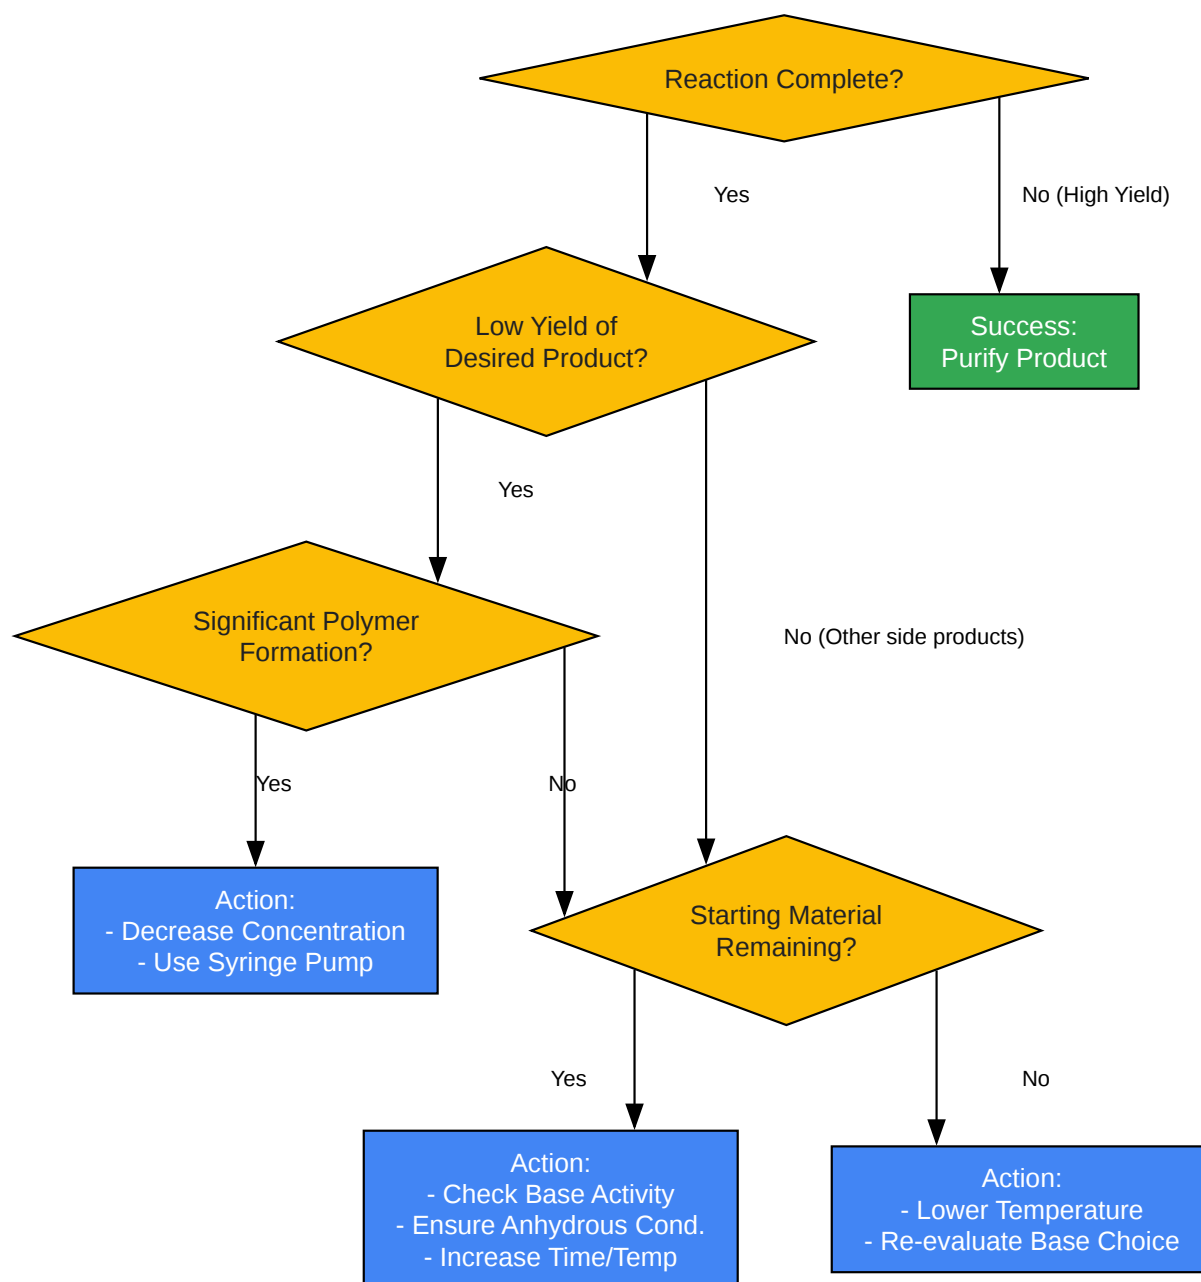 Reaction Complete?
Yes
No (High Yield)
Low Yield of
Desired Product?
Success:
Purify Product
Yes
Significant Polymer
Formation?
No (Other side products)
Yes
No
Action:
- Decrease Concentration
- Use Syringe Pump
Starting Material
Remaining?
Yes
No
Action:
- Check Base Activity
- Ensure Anhydrous Cond.
- Increase Time/Temp
Action:
- Lower Temperature
- Re-evaluate Base Choice